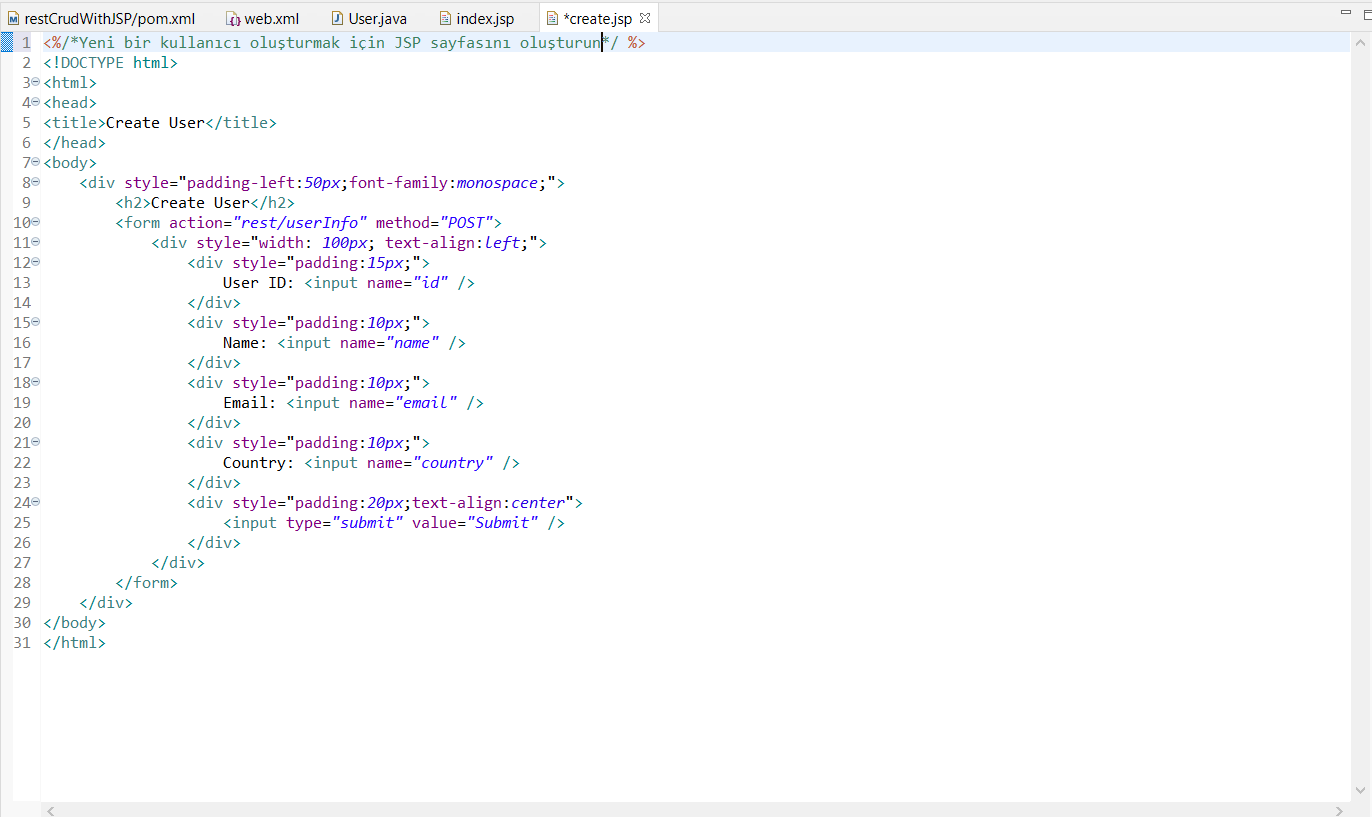 restCrudWithJSP/pom.xml web.xml User.java index.jsp *create.jsp
1 <%/*Yeni bir kullanıcı oluşturmak için JSP sayfasını oluşturun*/ %>
2 <!DOCTYPE html>
3 <html>
4 <head>
5 <title>Create User</title>
6 </head>
7 <body>
8 <div style="padding-left:50px;font-family:monospace;">
9 <h2>Create User</h2>
10 <form action="rest/userInfo" method="POST">
11 <div style="width: 100px; text-align:left;">
12 <div style="padding:15px;">
13 User ID: <input name="id" />
14 </div>
15 <div style="padding:10px;">
16 Name: <input name="name" />
17 </div>
18 <div style="padding:10px;">
19 Email: <input name="email" />
20 </div>
21 <div style="padding:10px;">
22 Country: <input name="country" />
23 </div>
24 <div style="padding:20px;text-align:center">
25 <input type="submit" value="Submit" />
26 </div>
27 </div>
28 </form>
29 </div>
30 </body>
31 </html>